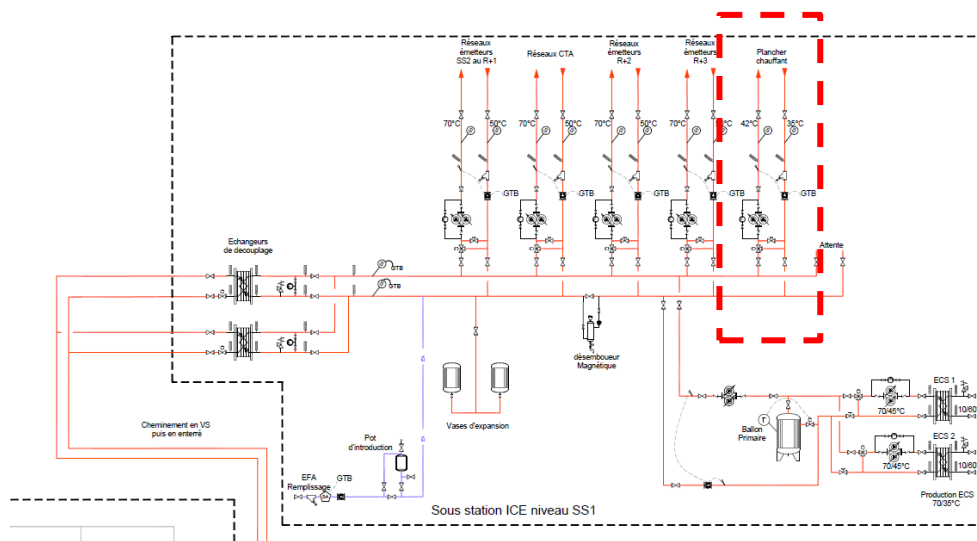 Réseaux
émetteurs
SS2 au R+1
Réseaux CTA
Réseaux
émetteurs
R+2
Réseaux
émetteurs
R+3
Plancher
chauffant
70°C
50°C
70°C
50°C
70°C
50°C
70°C
°C
42°C
35°C
GTB
GTB
GTB
GTB
GTB
Attente
Echangeurs
de decouplage
GTB
GTB
désemboueur
Magnétique
Vases d'expansion
Cheminement en VS
puis en enterré
Pot
d'introduction
EFA
Remplissage
GTB
T
Ballon
Primaire
ECS 1
70/45°C
10/60
ECS 2
70/45°C
10/60
Production ECS
70/35°C
Sous station ICE niveau SS1